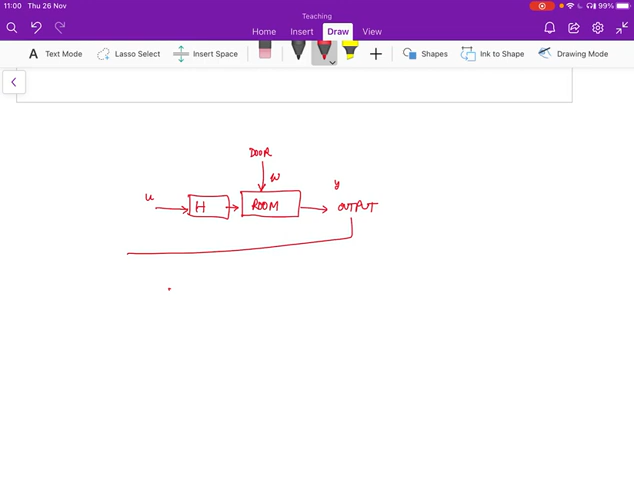 11:00 Thu 26 Nov
99%
Teaching
Home Insert Draw View
Text Mode Lasso Select Insert Space Shapes Ink to Shape Drawing Mode
DOOR
w
u
y
H
ROOM
OUTPUT